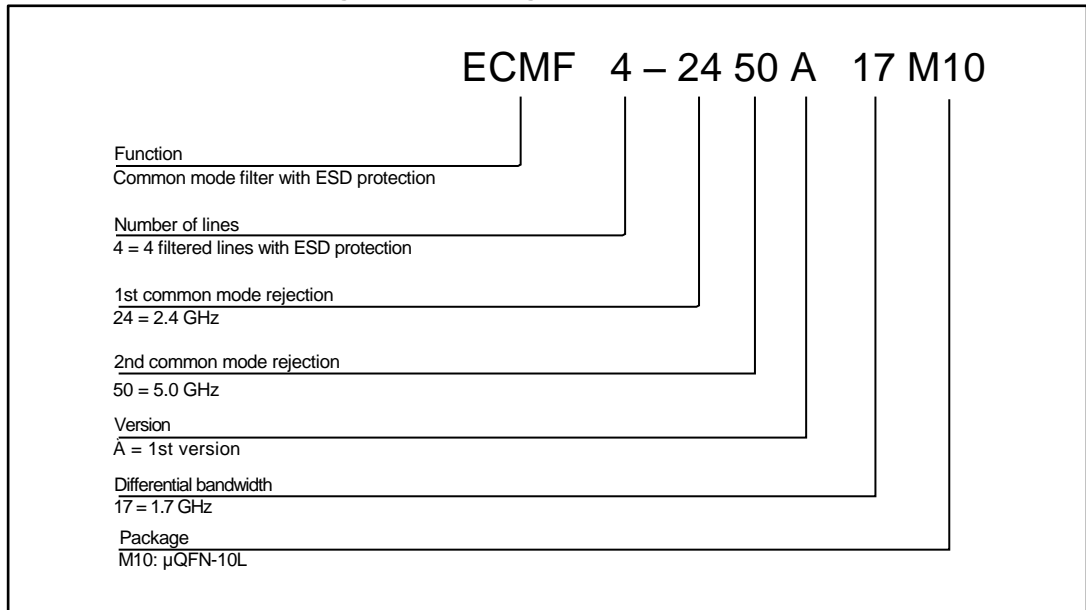 ECMF 4 – 24 50 A 17 M10
Function
Common mode filter with ESD protection
Number of lines
4 = 4 filtered lines with ESD protection
1st common mode rejection
24 = 2.4 GHz
2nd common mode rejection
50 = 5.0 GHz
Version
A = 1st version
Differential bandwidth
17 = 1.7 GHz
Package
M10: µQFN-10L